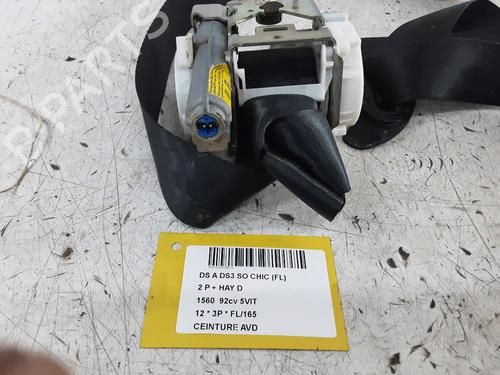 B-PARTS
DS A DS3 SO CHIC (FL)
2 P + HAY D
1560 92cv 5VIT
12 * 3P * FL/165
CEINTURE AVD